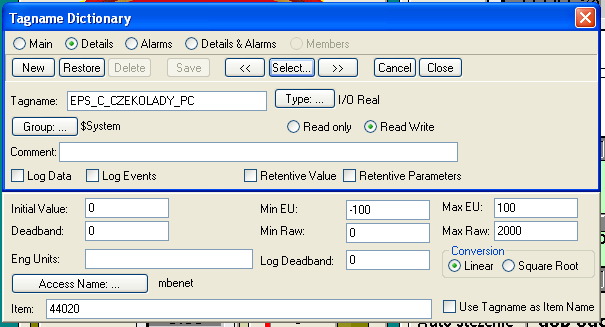 Tagname Dictionary
Main Details Alarms Details & Alarms Members
New Restore Delete Save << Select... >> Cancel Close
Tagname: EPS_C_CZEKOLADY_PC Type: ... I/O Real
Group: ... $System Read only Read Write
Comment:
Log Data Log Events Retentive Value Retentive Parameters
Initial Value: 0 Min EU: -100 Max EU: 100
Deadband: 0 Min Raw: 0 Max Raw: 2000
Eng Units: Log Deadband: 0 Conversion
Linear Square Root
Access Name: ... mbenet
Item: 44020 Use Tagname as Item Name